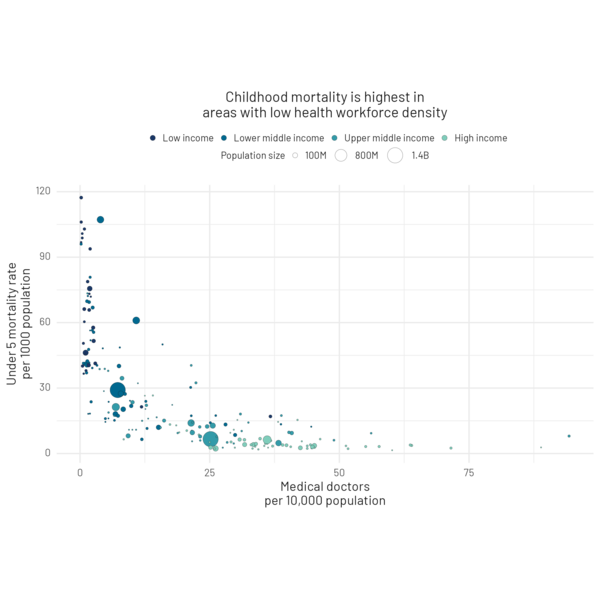 Childhood mortality is highest in
areas with low health workforce density
Low income Lower middle income Upper middle income High income
Population size 100M 800M 1.4B
120
90
60
30
0
Under 5 mortality rate
per 1000 population
0 25 50 75
Medical doctors
per 10,000 population